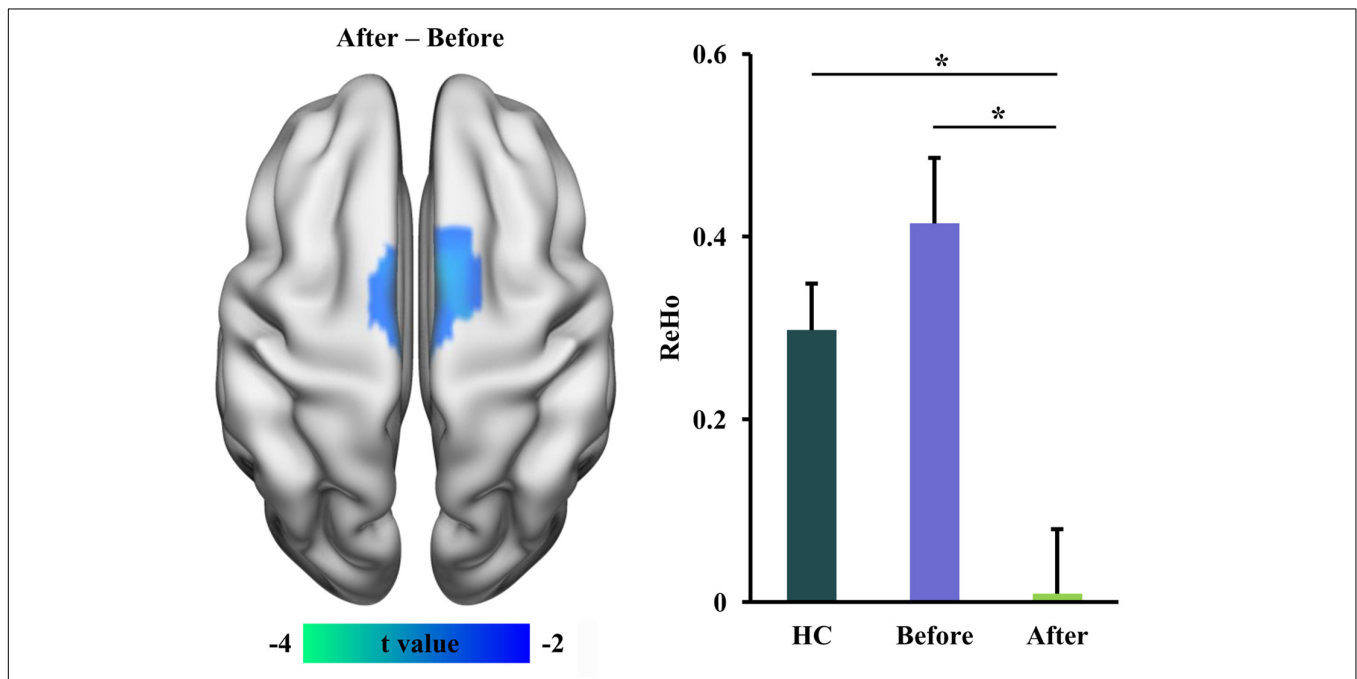 After – Before
-4 t value -2
0.6
0.4
0.2
0
ReHo
*
*
HC Before After